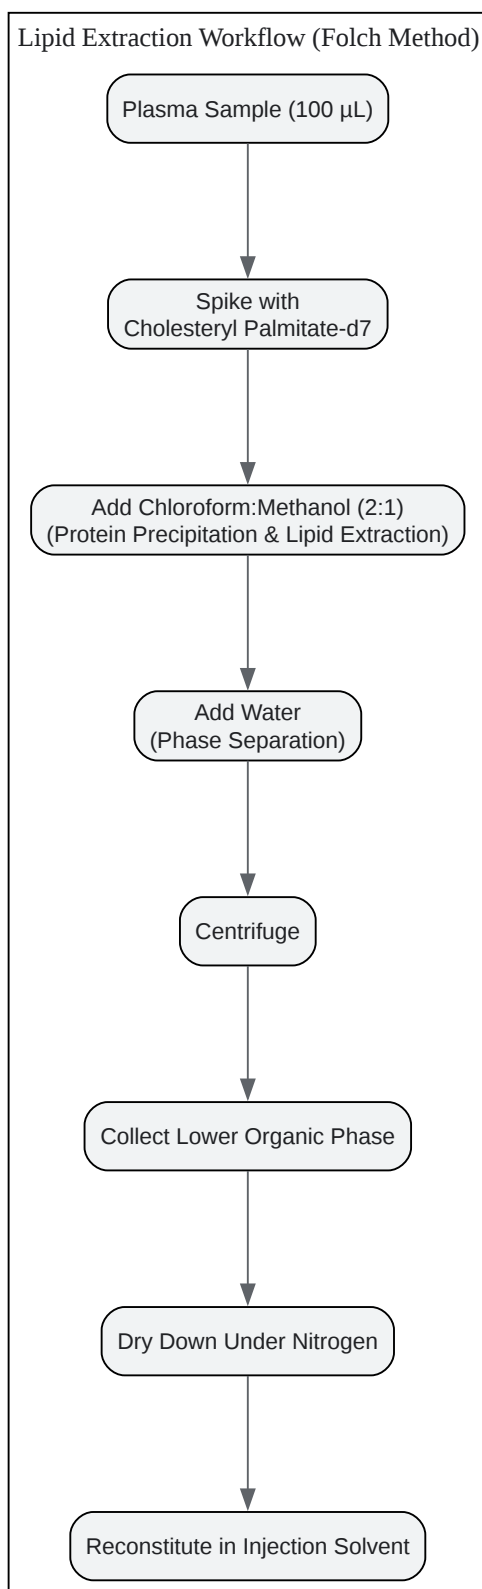 Lipid Extraction Workflow (Folch Method)
Plasma Sample (100 µL)
Spike with
Cholesteryl Palmitate-d7
Add Chloroform:Methanol (2:1)
(Protein Precipitation & Lipid Extraction)
Add Water
(Phase Separation)
Centrifuge
Collect Lower Organic Phase
Dry Down Under Nitrogen
Reconstitute in Injection Solvent